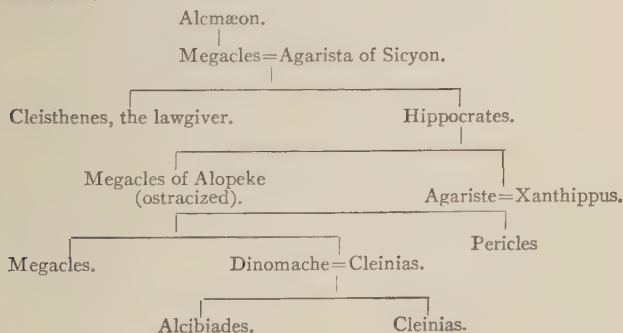 Alcmæon.
Megacles=Agarista of Sicyon.
Cleisthenes, the lawgiver. Hippocrates.
Megacles of Alopeke
(ostracized). Agariste=Xanthippus.
Megacles. Dinomache=Cleinias. Pericles
Alcibiades. Cleinias.